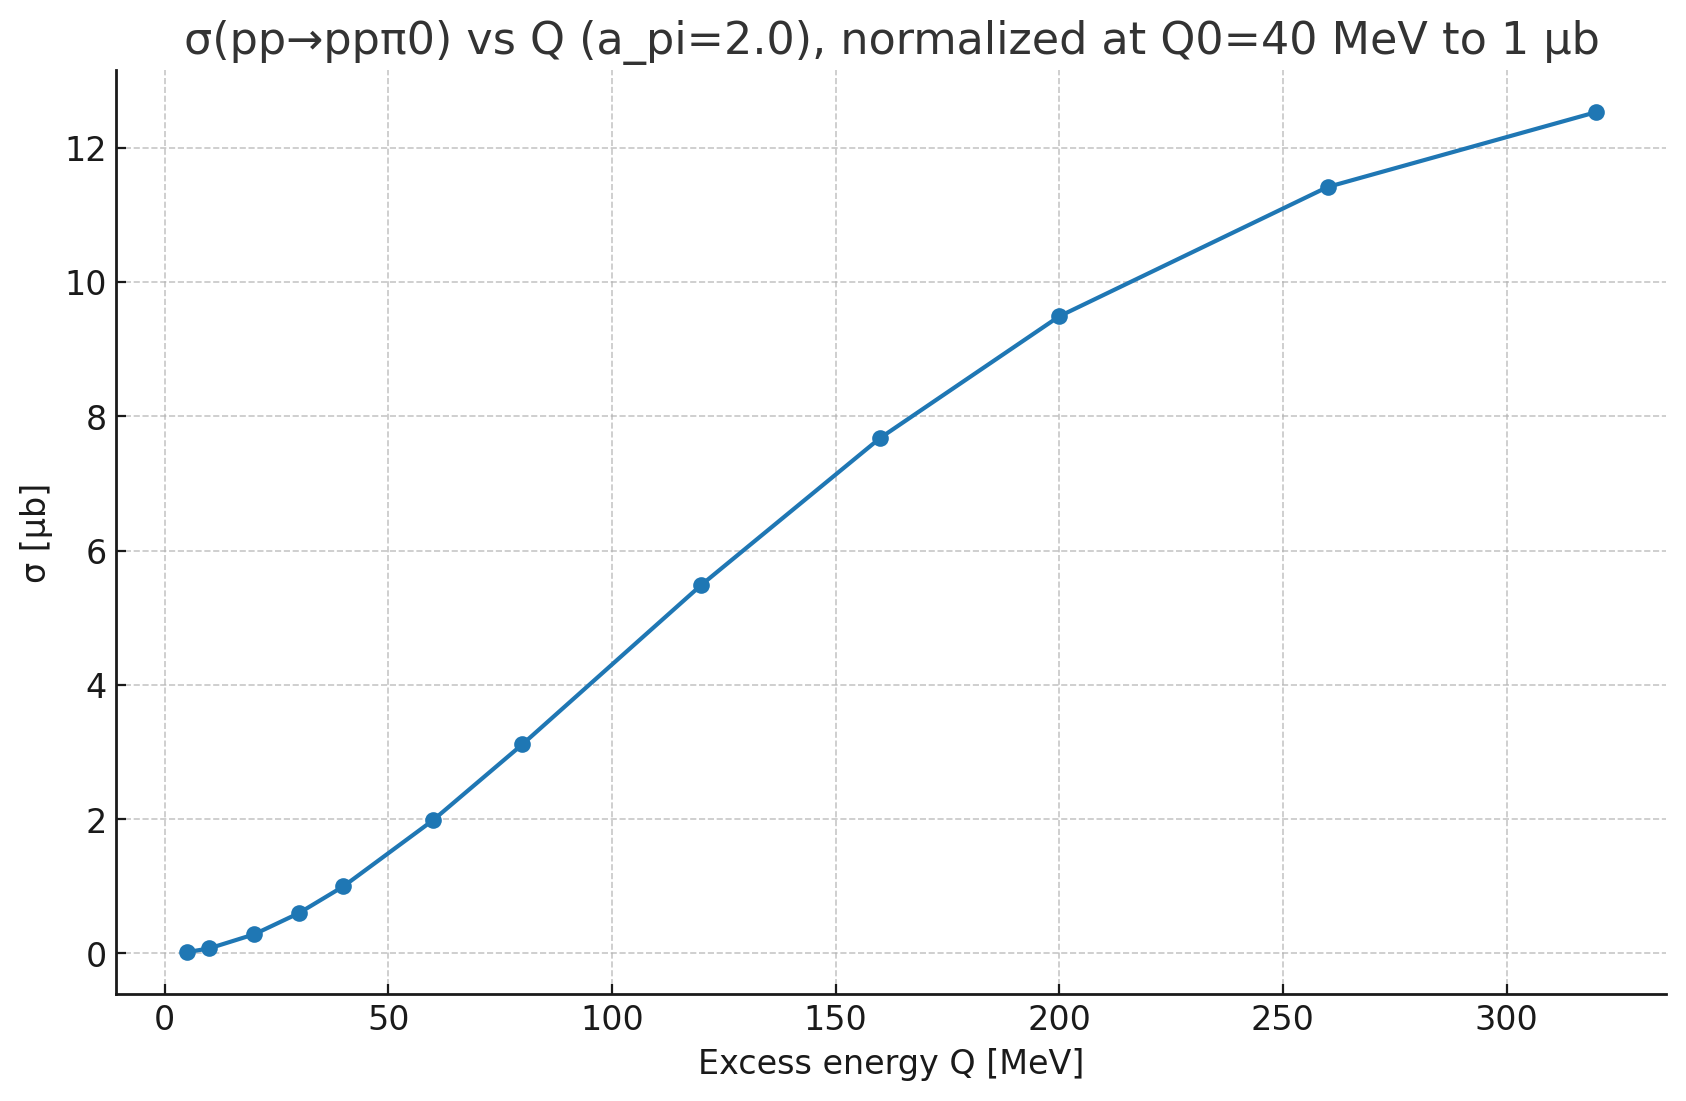 σ(pp→ppπ0) vs Q (a_pi=2.0), normalized at Q0=40 MeV to 1 μb
12
10
8
6
4
2
0
σ [μb]
0 50 100 150 200 250 300
Excess energy Q [MeV]